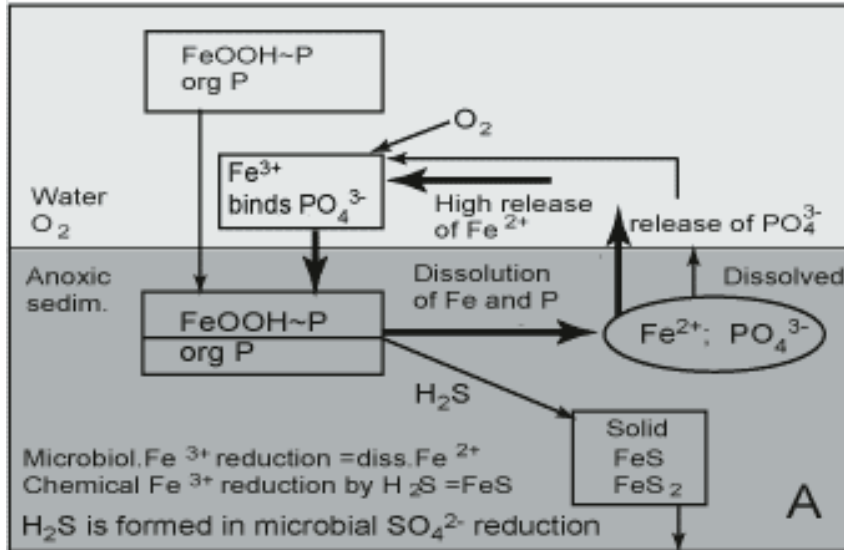 FeOOH~P
org P
O₂
Fe³⁺
binds PO₄³⁻
High release
of Fe ²⁺
release of PO₄³⁻
Water
O₂
Anoxic
sedim.
Dissolution
of Fe and P
Dissolved
FeOOH~P
org P
Fe²⁺; PO₄³⁻
H₂S
Solid
FeS
FeS₂
Microbiol.Fe ³⁺ reduction =diss.Fe ²⁺
Chemical Fe ³⁺ reduction by H ₂S =FeS
H₂S is formed in microbial SO₄²⁻ reduction
A